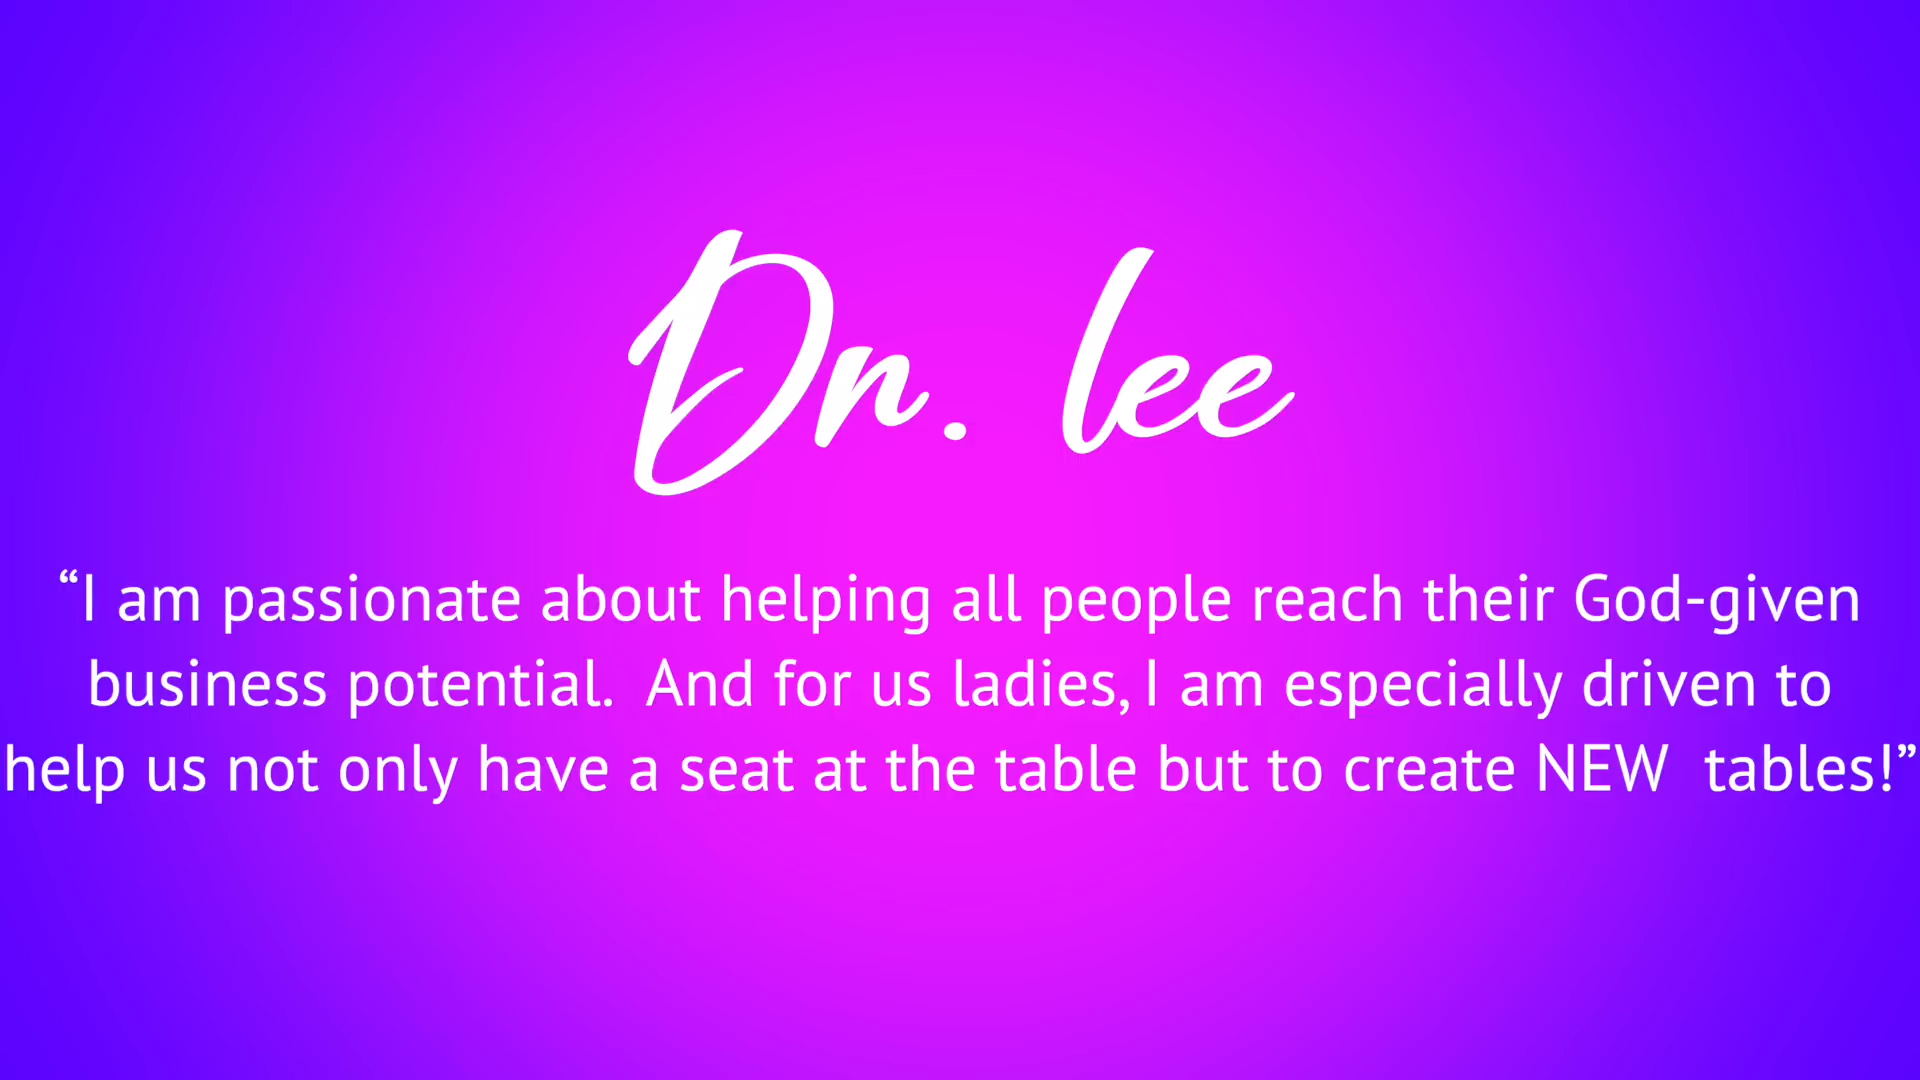 Dr. lee
“I am passionate about helping all people reach their God-given
business potential.  And for us ladies, I am especially driven to
help us not only have a seat at the table but to create NEW  tables!”